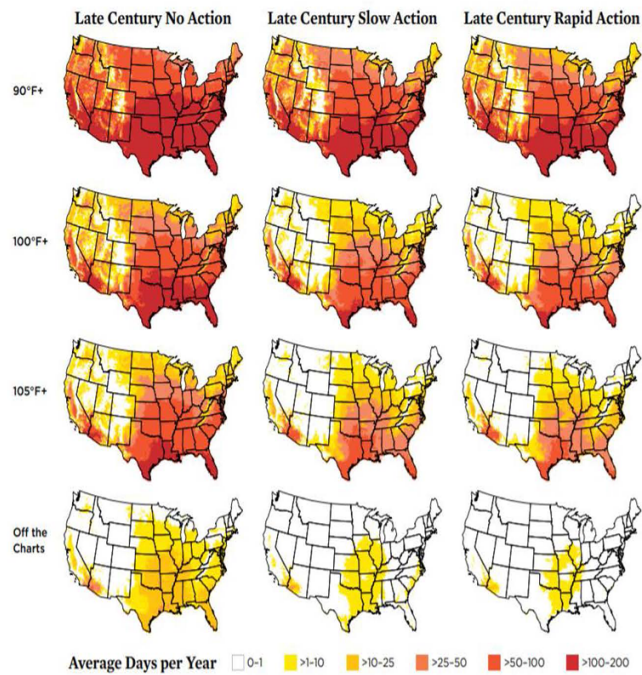 Late Century No Action
Late Century Slow Action
Late Century Rapid Action
90°F+
100°F+
105°F+
Off the
Charts
Average Days per Year
0-1
>1-10
>10-25
>25-50
>50-100
>100-200